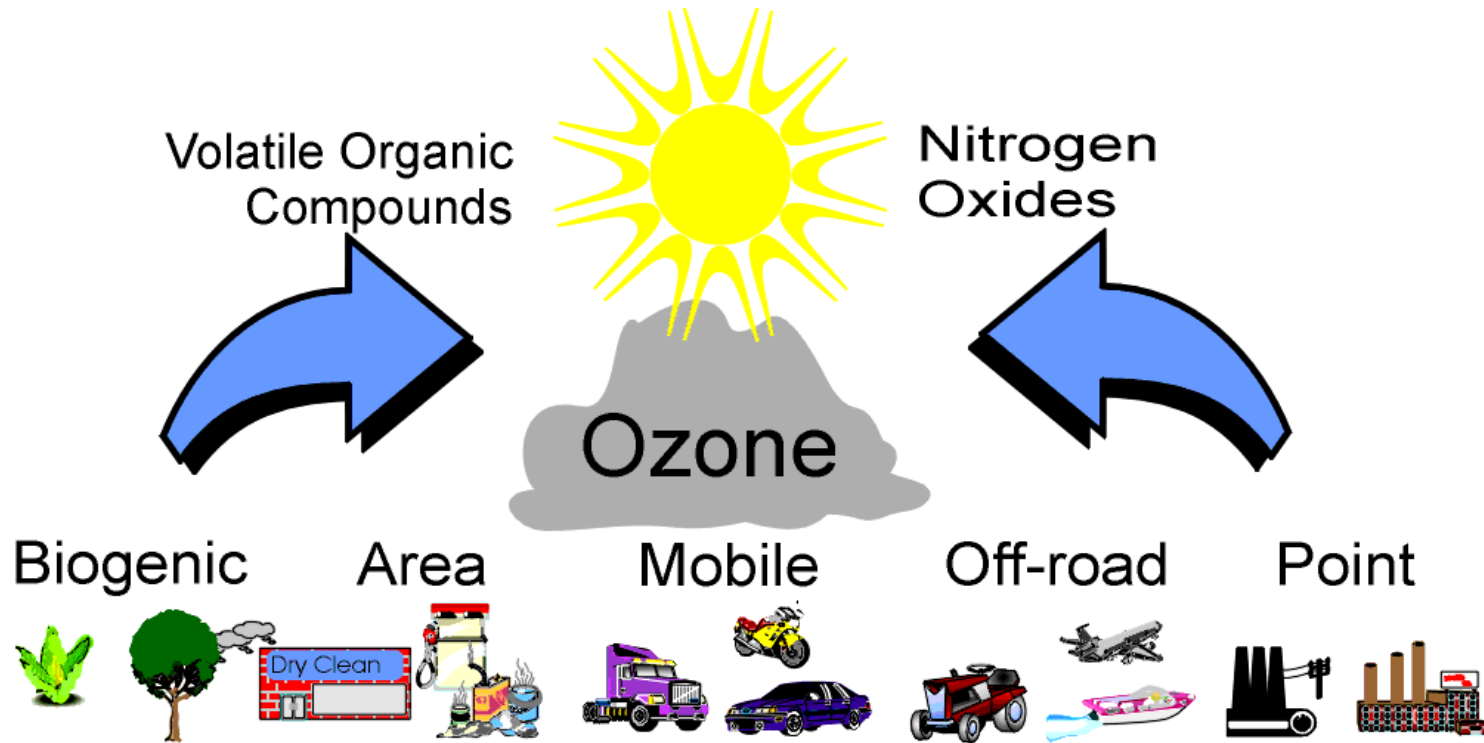 Volatile Organic
Compounds
Nitrogen
Oxides
Ozone
Biogenic
Area
Mobile
Off-road
Point
Dry Clean